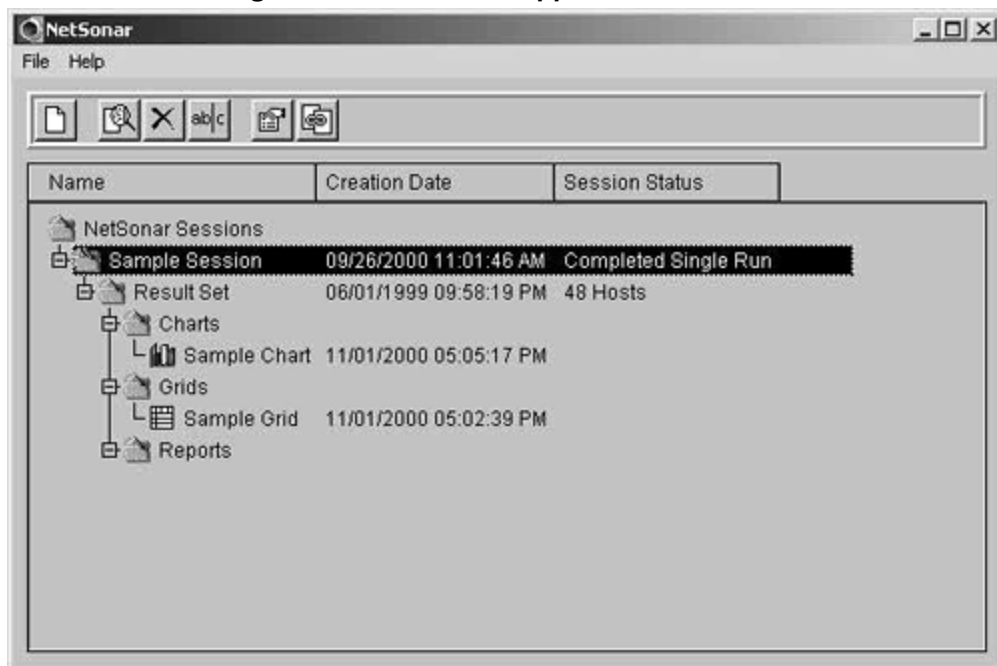 NetSonar
File Help
ab|c
Name Creation Date Session Status
NetSonar Sessions
Sample Session 09/26/2000 11:01:46 AM Completed Single Run
Result Set 06/01/1999 09:58:19 PM 48 Hosts
Charts
Sample Chart 11/01/2000 05:05:17 PM
Grids
Sample Grid 11/01/2000 05:02:39 PM
Reports